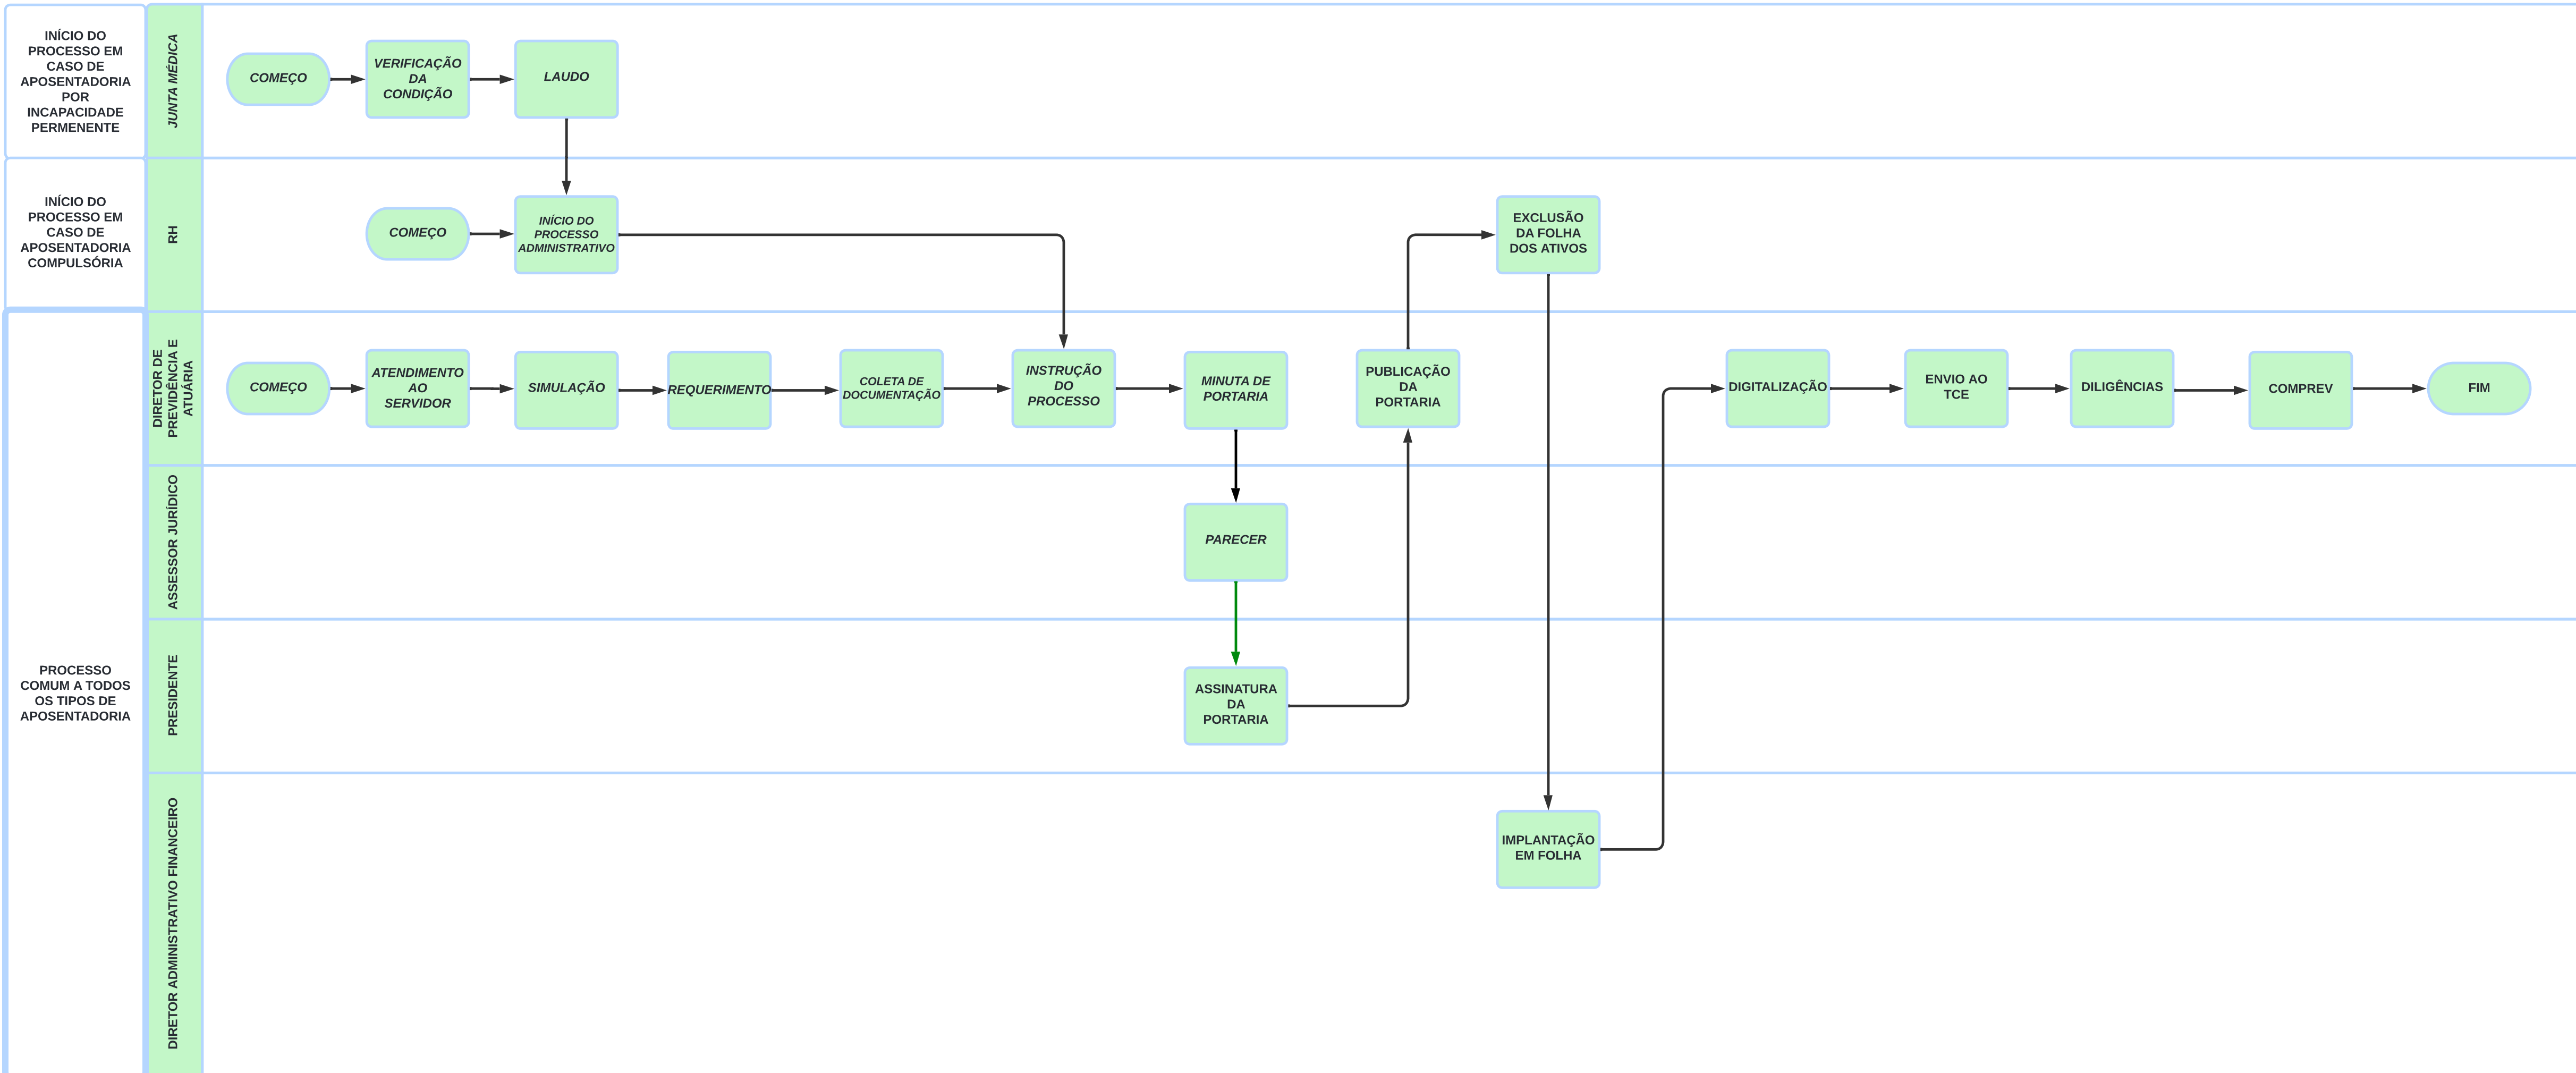 INÍCIO DO
PROCESSO EM
CASO DE
APOSENTADORIA
POR
INCAPACIDADE
PERMENENTE
JUNTA MÉDICA
COMEÇO
VERIFICAÇÃO
DA
CONDIÇÃO
LAUDO
INÍCIO DO
PROCESSO EM
CASO DE
APOSENTADORIA
COMPULSÓRIA
RH
COMEÇO
INÍCIO DO
PROCESSO
ADMINISTRATIVO
EXCLUSÃO
DA FOLHA
DOS ATIVOS
PROCESSO
COMUM A TODOS
OS TIPOS DE
APOSENTADORIA
DIRETOR DE
PREVIDÊNCIA E
ATUÁRIA
COMEÇO
ATENDIMENTO
AO
SERVIDOR
SIMULAÇÃO
REQUERIMENTO
COLETA DE
DOCUMENTAÇÃO
INSTRUÇÃO
DO
PROCESSO
MINUTA DE
PORTARIA
PUBLICAÇÃO
DA
PORTARIA
DIGITALIZAÇÃO
ENVIO AO
TCE
DILIGÊNCIAS
COMPREV
FIM
ASSESSOR JURÍDICO
PARECER
PRESIDENTE
ASSINATURA
DA
PORTARIA
DIRETOR ADMINISTRATIVO FINANCEIRO
IMPLANTAÇÃO
EM FOLHA